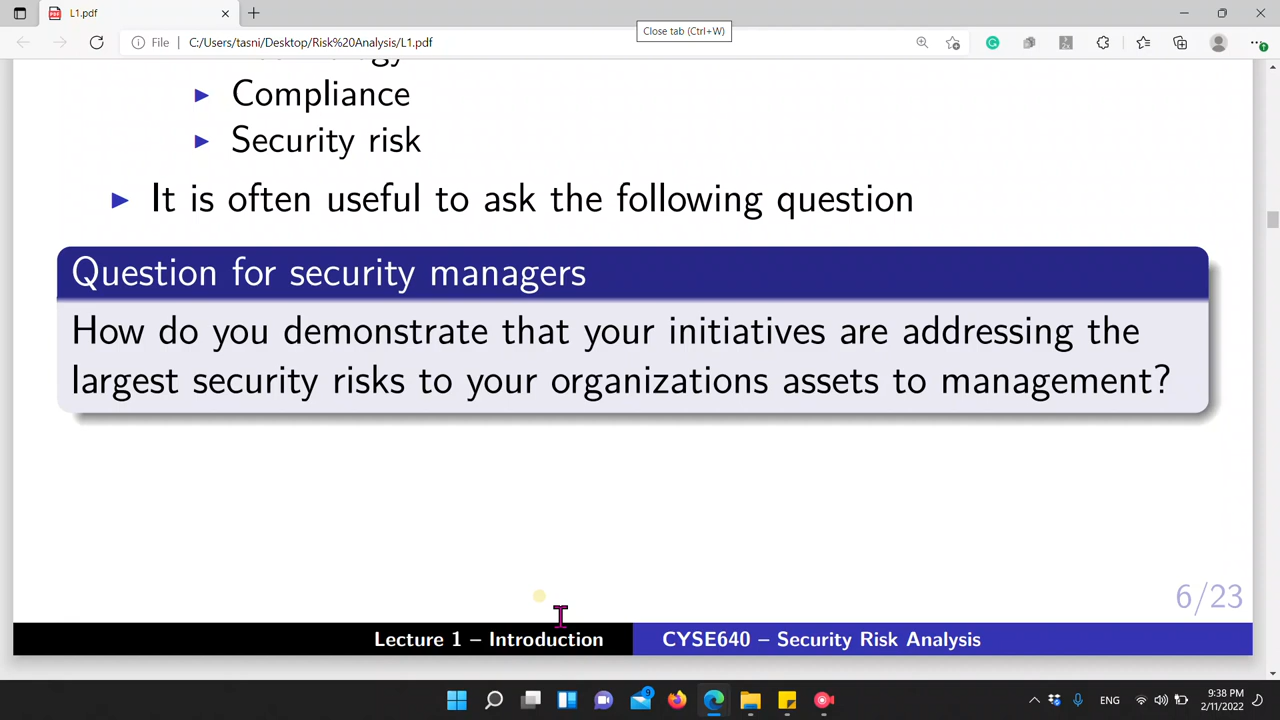 L1.pdf
Close tab (Ctrl+W)
File
C:/Users/tasni/Desktop/Risk%20Analysis/L1.pdf
Compliance
Security risk
It is often useful to ask the following question
Question for security managers
How do you demonstrate that your initiatives are addressing the
largest security risks to your organizations assets to management?
6/23
Lecture 1 – Introduction
CYSE640 – Security Risk Analysis
9
ENG
9:38 PM
2/11/2022